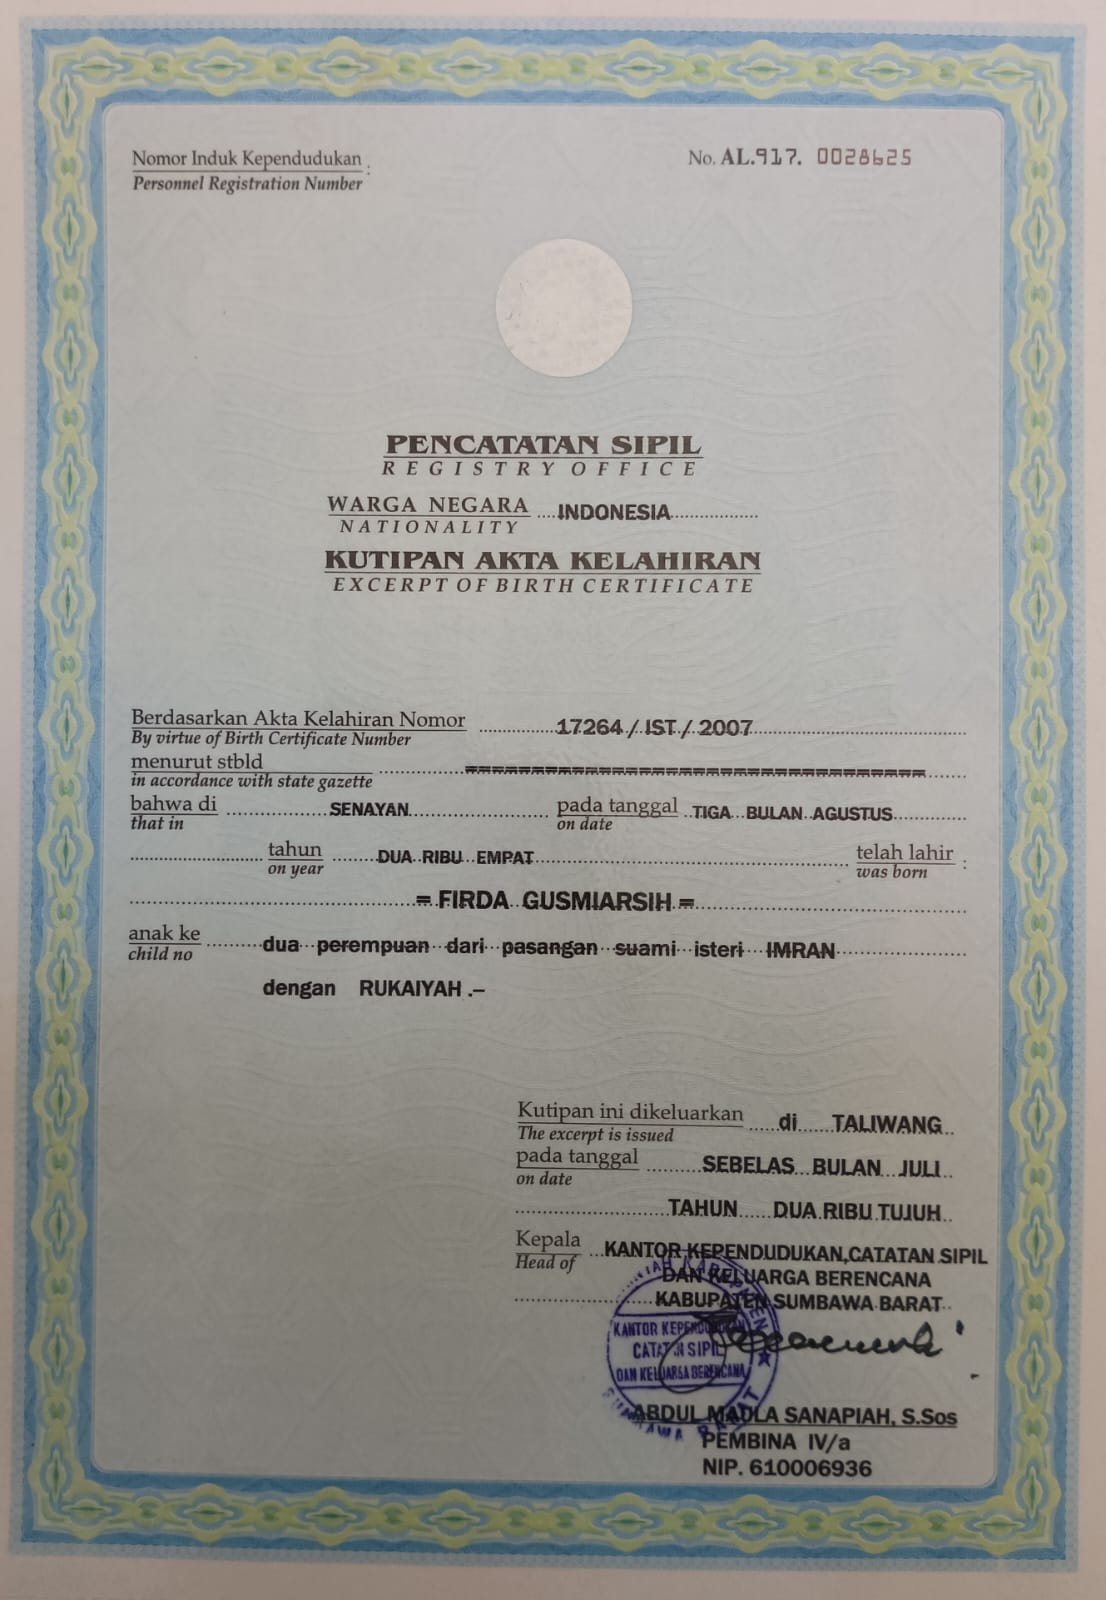 Nomor Induk Kependudukan :
Personnel Registration Number
No. AL.917. 0028625
PENCATATAN SIPIL
REGISTRY OFFICE
WARGA NEGARA INDONESIA
NATIONALITY
KUTIPAN AKTA KELAHIRAN
EXCERPT OF BIRTH CERTIFICATE
Berdasarkan Akta Kelahiran Nomor 17264 / IST / 2007
By virtue of Birth Certificate Number
menurut stbld ===================================
in accordance with state gazette
bahwa di SENAYAN pada tanggal TIGA BULAN AGUSTUS
that in on date
tahun DUA RIBU EMPAT telah lahir :
on year was born
= FIRDA GUSMIARSIH =
anak ke dua perempuan dari pasangan suami isteri IMRAN
child no
dengan RUKAIYAH .–
Kutipan ini dikeluarkan di TALIWANG
The excerpt is issued
pada tanggal SEBELAS BULAN JULI
on date
TAHUN DUA RIBU TUJUH
Kepala KANTOR KEPENDUDUKAN,CATATAN SIPIL
Head of
DAN KELUARGA BERENCANA
KABUPATEN SUMBAWA BARAT
KANTOR KEPENDUDUKAN
CATATAN SIPIL
DAN KELUARGA BERENCANA
SUMBAWA BARAT
ABDUL MADLA SANAPIAH, S.Sos
PEMBINA IV/a
NIP. 610006936